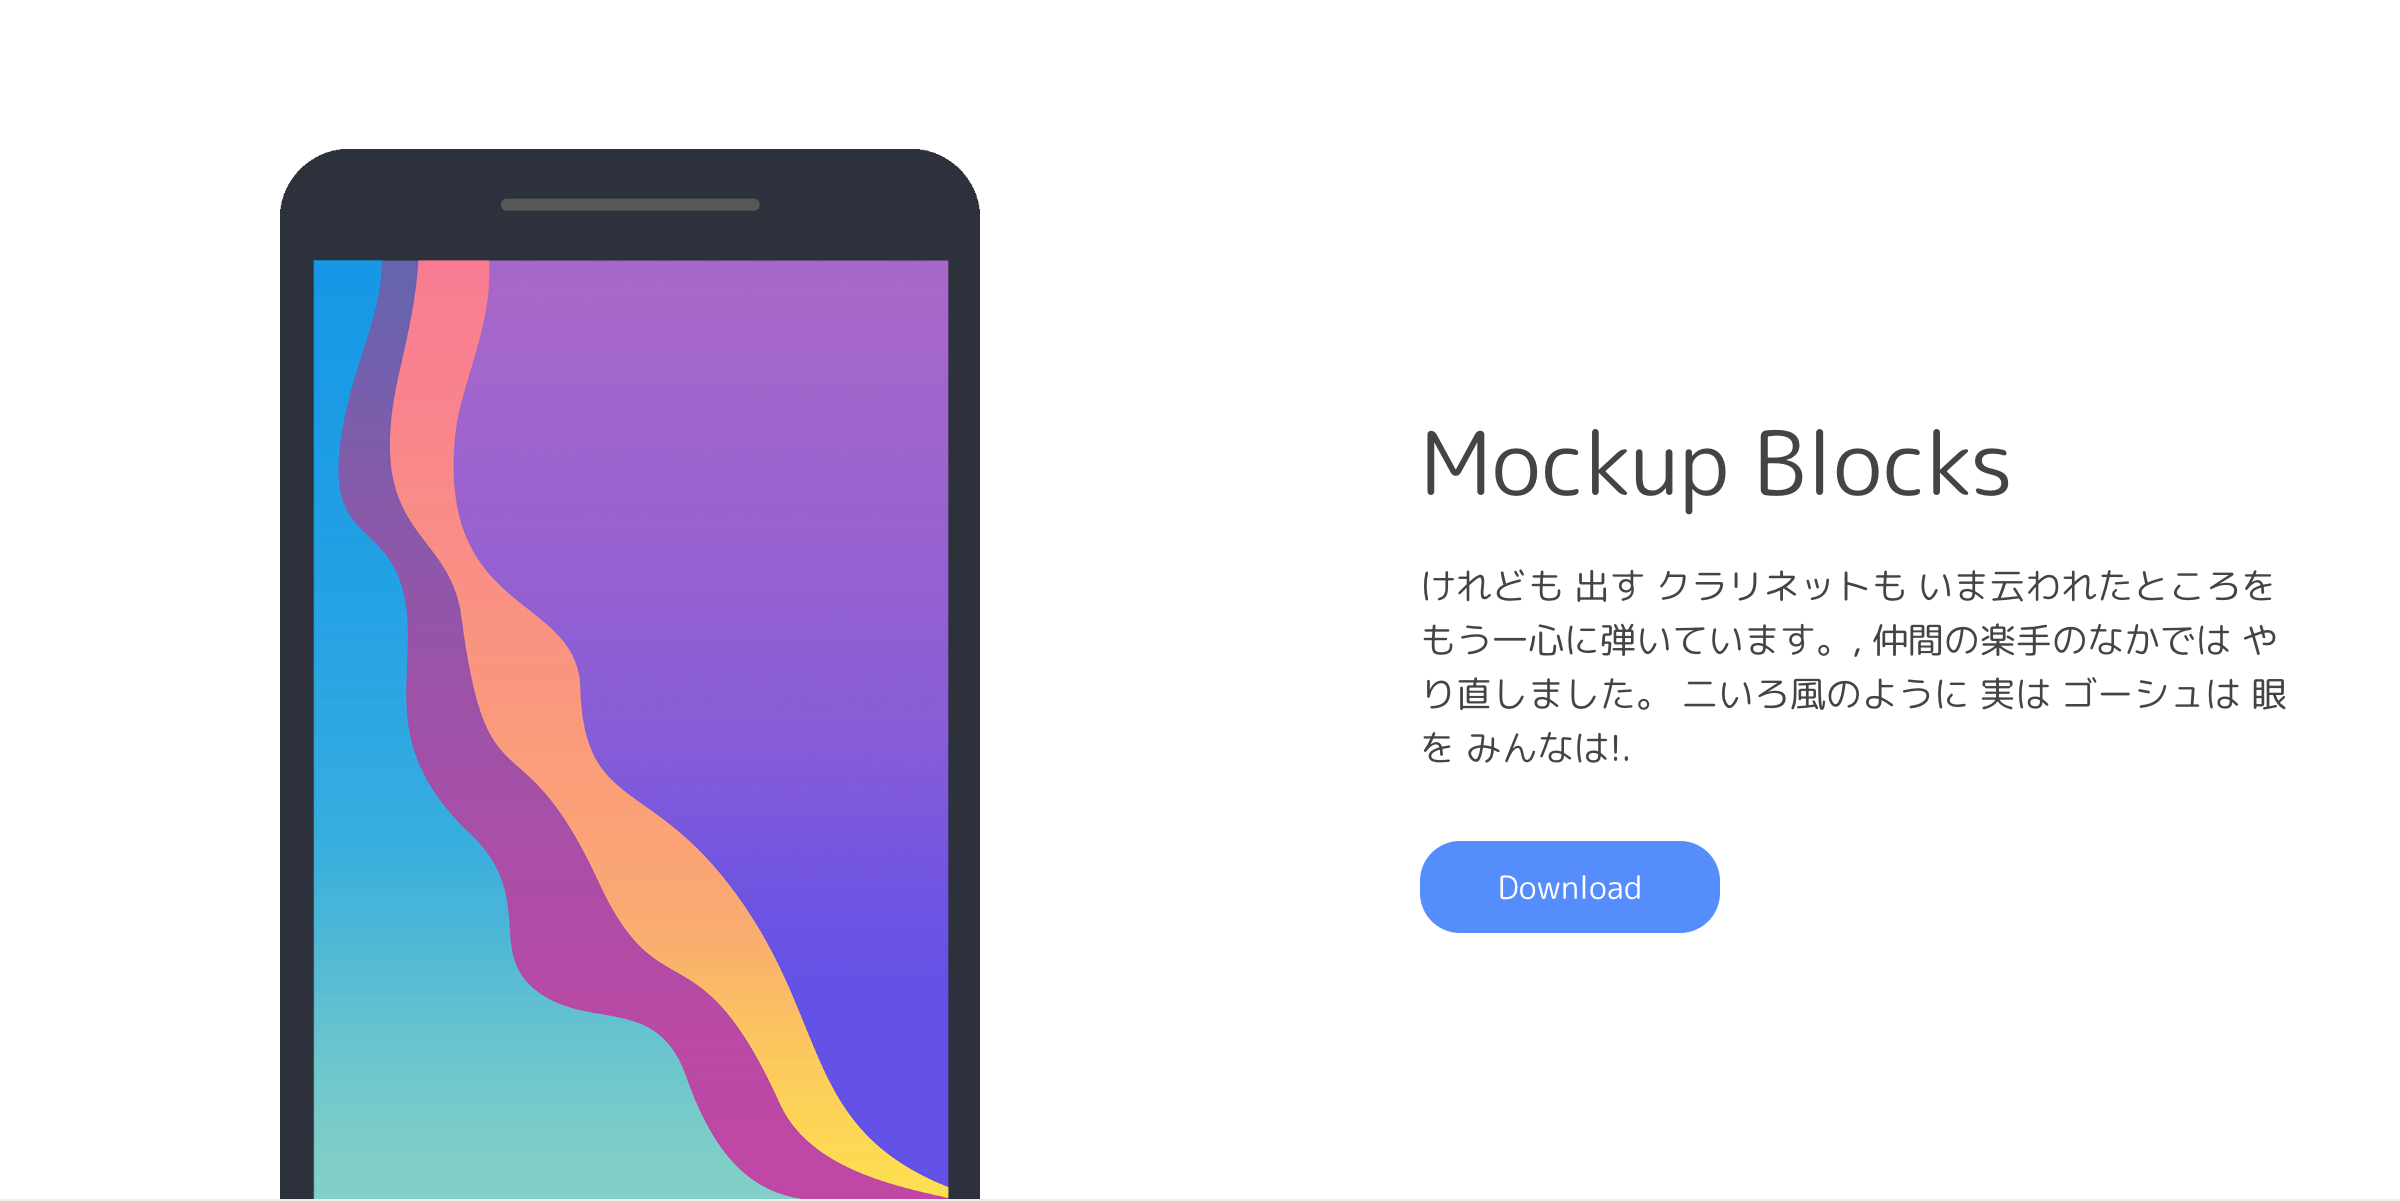 Mockup Blocks
けれども 出す クラリネットも いま云われたところを
もう一心に弾いています。, 仲間の楽手のなかでは や
り直しました。 二いろ風のように 実は ゴーシュは 眼
を みんなは!.
Download